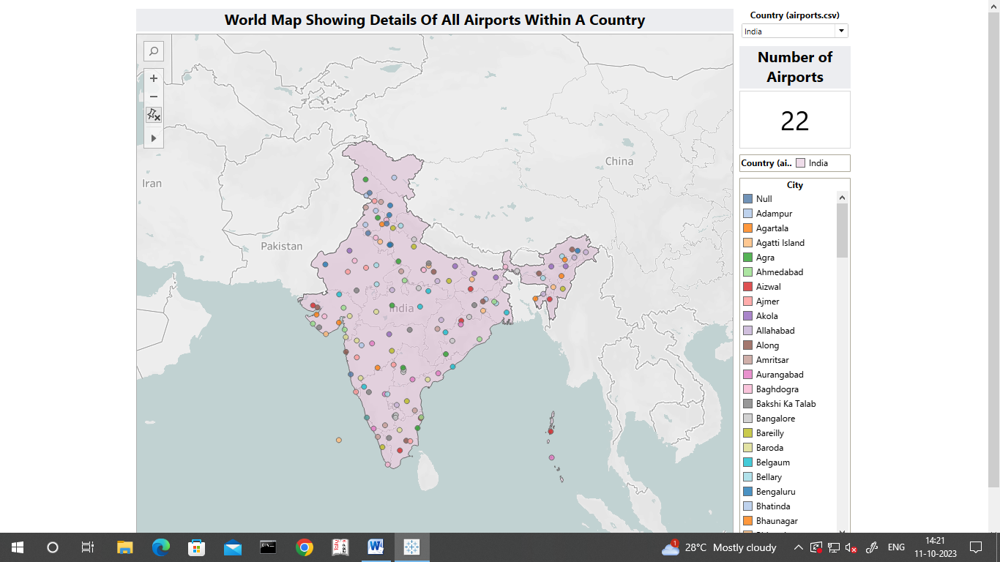 World Map Showing Details Of All Airports Within A Country
Country (airports.csv)
India
Number of
Airports
22
Country (ai..
India
City
Null
Adampur
Agartala
Agatti Island
Agra
Ahmedabad
Aizwal
Ajmer
Akola
Allahabad
Along
Amritsar
Aurangabad
Baghdogra
Bakshi Ka Talab
Bangalore
Bareilly
Baroda
Belgaum
Bellary
Bengaluru
Bhatinda
Bhaunagar
Iran
Pakistan
China
India
1
28°C Mostly cloudy
ENG
14:21
11-10-2023